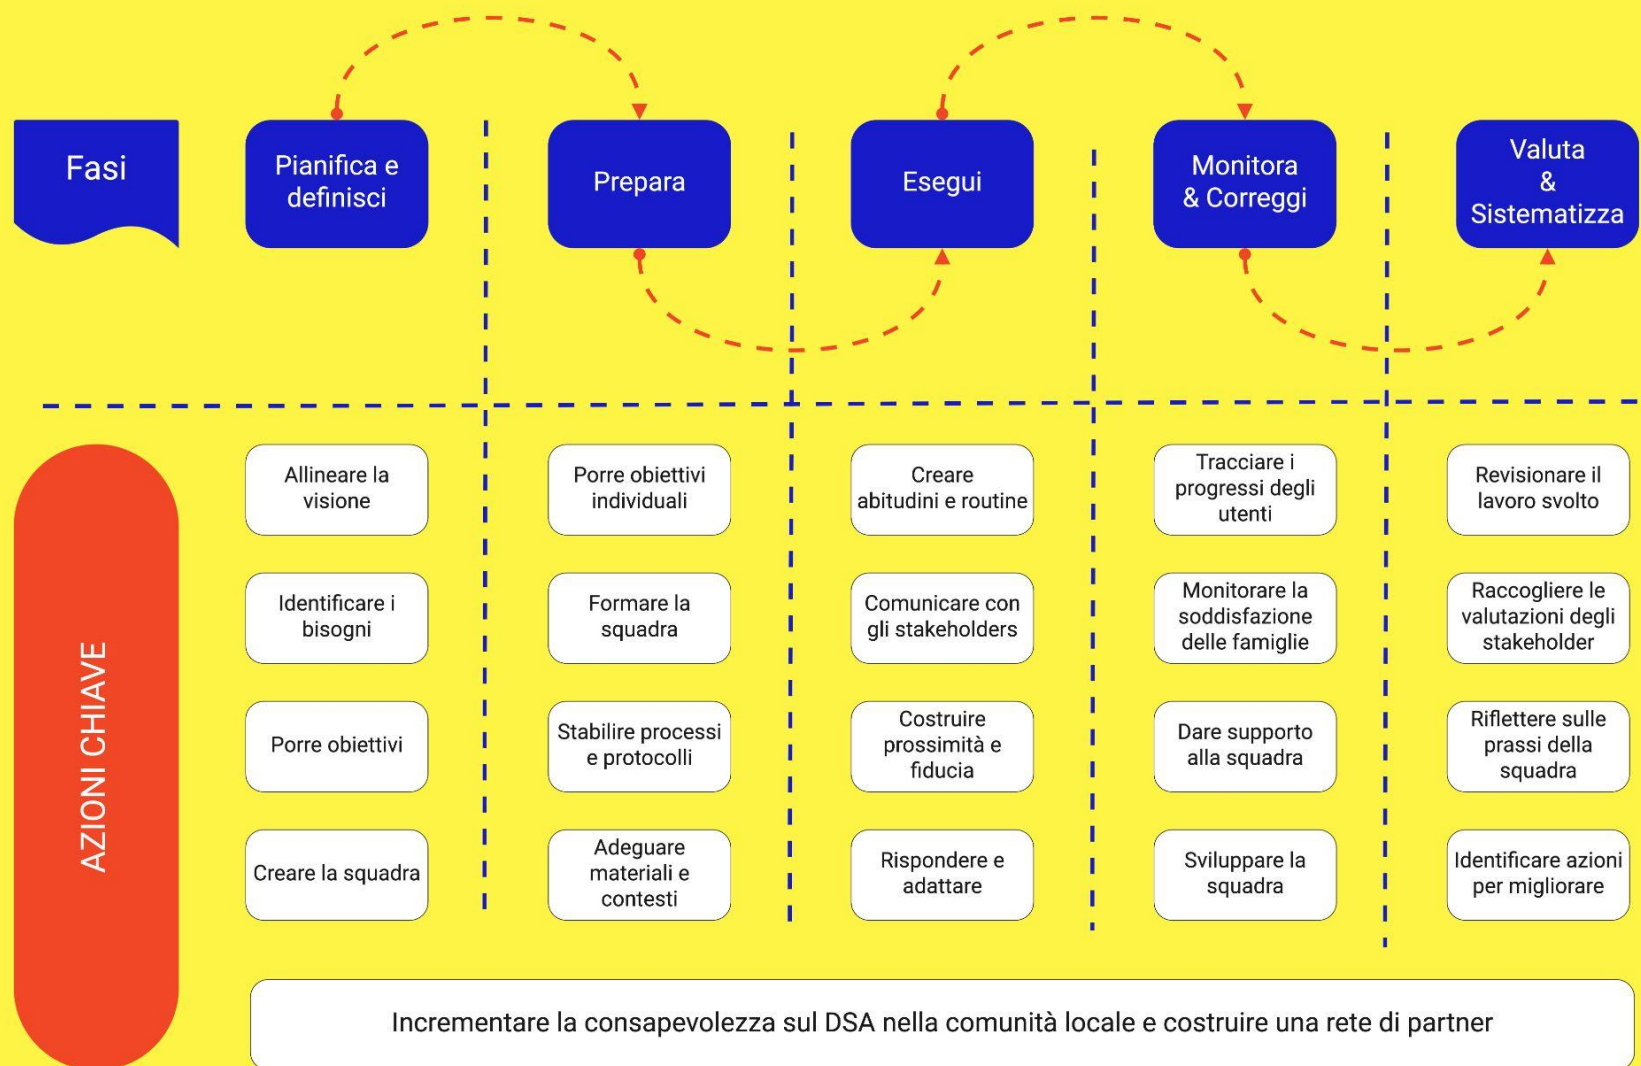 Fasi
Pianifica e
definisci
Prepara
Esegui
Monitora
& Correggi
Valuta
&
Sistematizza
AZIONI CHIAVE
Allineare la
visione
Porre obiettivi
individuali
Creare
abitudini e routine
Tracciare i
progressi degli
utenti
Revisionare il
lavoro svolto
Identificare i
bisogni
Formare la
squadra
Comunicare con
gli stakeholders
Monitorare la
soddisfazione
delle famiglie
Raccogliere le
valutazioni degli
stakeholder
Porre obiettivi
Stabilire processi
e protocolli
Costruire
prossimità e
fiducia
Dare supporto
alla squadra
Riflettere sulle
prassi della
squadra
Creare la squadra
Adeguare
materiali e
contesti
Rispondere e
adattare
Sviluppare la
squadra
Identificare azioni
per migliorare
Incrementare la consapevolezza sul DSA nella comunità locale e costruire una rete di partner